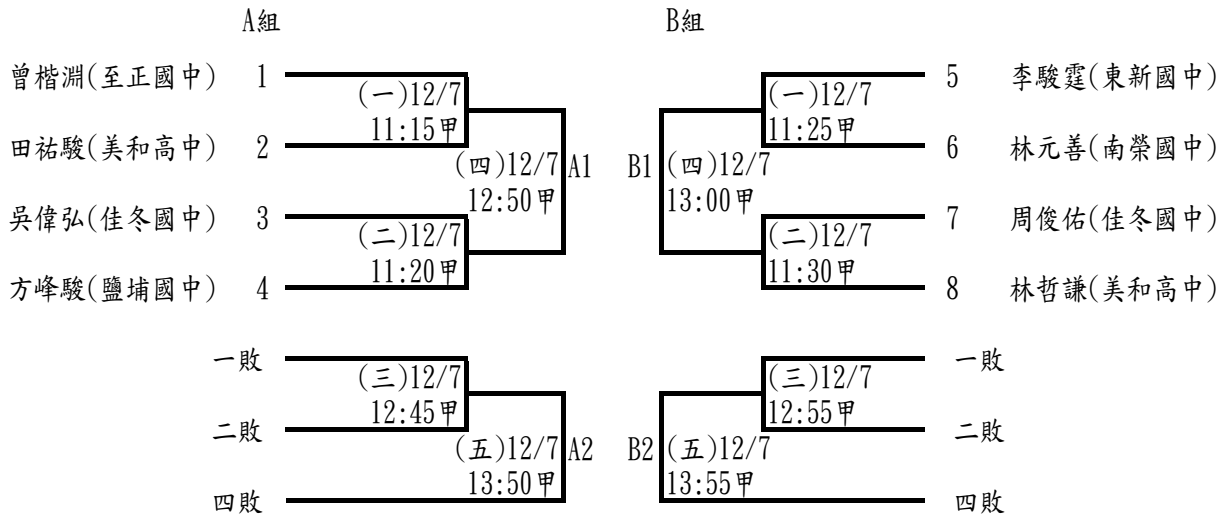 A組 B組
曾楷淵(至正國中) 1 (一)12/7 (一)12/7 5 李駿霆(東新國中)
11:15甲 11:25甲
田祐駿(美和高中) 2 6 林元善(南榮國中)
(四)12/7 A1 B1 (四)12/7
12:50甲 13:00甲
吳偉弘(佳冬國中) 3 7 周俊佑(佳冬國中)
(二)12/7 (二)12/7
11:20甲 11:30甲
方峰駿(鹽埔國中) 4 8 林哲謙(美和高中)
一敗 一敗
(三)12/7 (三)12/7
12:45甲 12:55甲
二敗 二敗
(五)12/7 A2 B2 (五)12/7
13:50甲 13:55甲
四敗 四敗